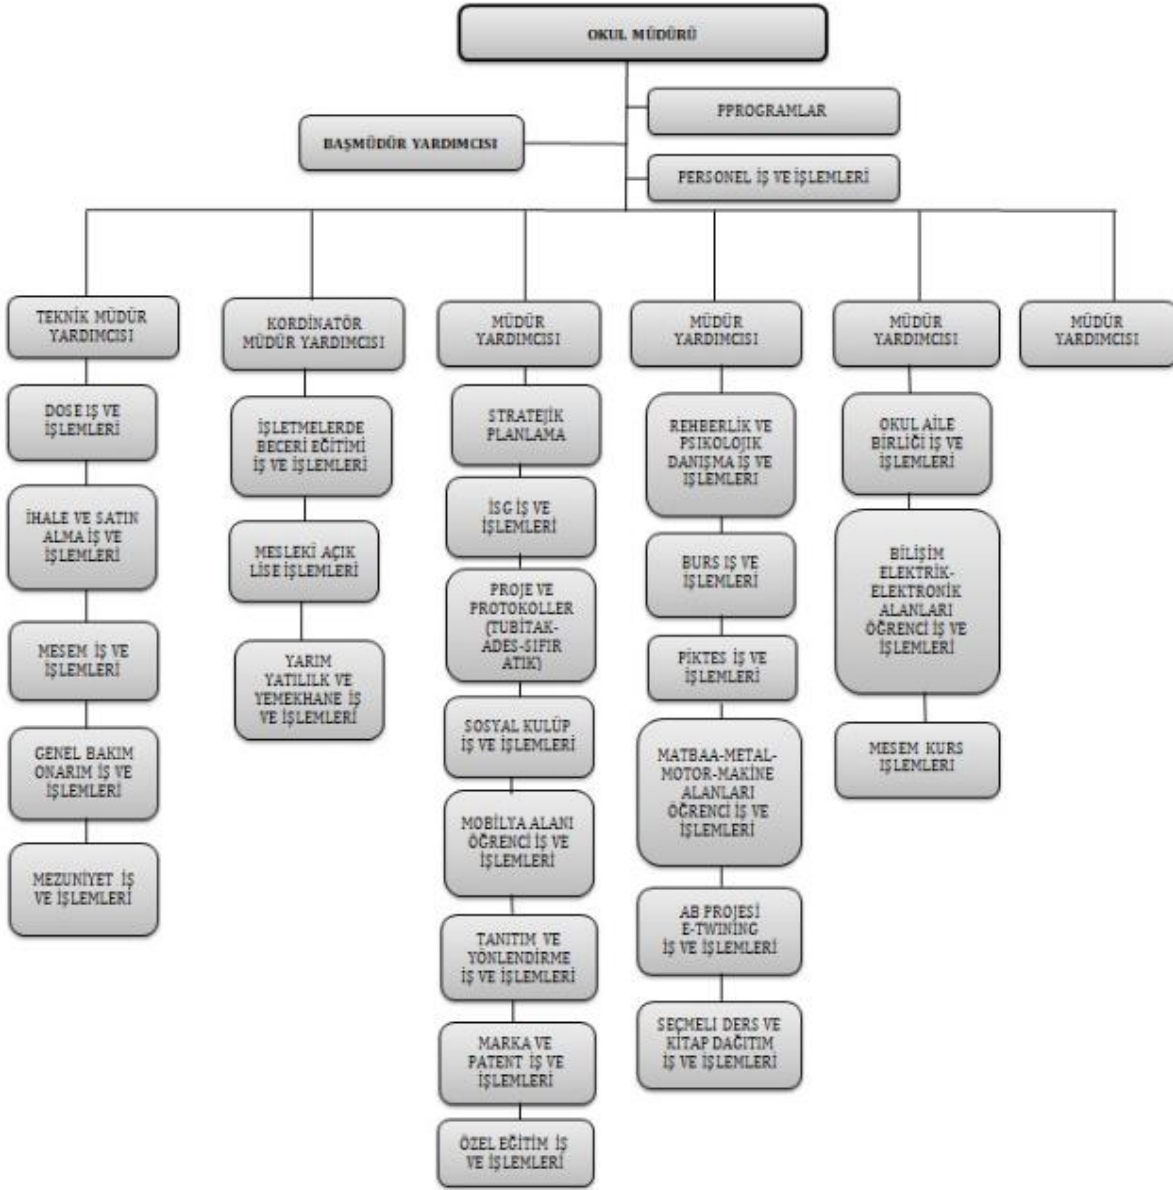 OKUL MÜDÜRÜ
PPROGRAMLAR
BAŞMÜDÜR YARDIMCISI
PERSONEL İŞ VE İŞLEMLERİ
TEKNİK MÜDÜR
YARDIMCISI
DOSE IŞ VE
İŞLEMLERİ
İHALE VE SATIN
ALMA İŞ VE
İŞLEMLERİ
MESEM İŞ VE
İŞLEMLERİ
GENEL BAKIM
ONARIM İŞ VE
İŞLEMLERİ
MEZUNİYET İŞ
VE İŞLEMLERİ
KORDİNATÖR
MÜDÜR YARDIMCISI
İŞLETMELERDE
BECERİ EĞİTİMİ
İŞ VE İŞLEMLERİ
MESLEKİ AÇIK
LİSE İŞLEMLERİ
YARIM
YATILILK VE
YEMEKHANE İŞ
VE İŞLEMLERİ
MÜDÜR
YARDIMCISI
STRATEJİK
PLANLAMA
İSG İŞ VE
İŞLEMLERİ
PROJE VE
PROTOKOLLER
(TUBİTAK-
ADES-SIFIR
ATIK)
SOSYAL KULÜP
İŞ VE İŞLEMLERİ
MOBİLYA ALANI
ÖĞRENCİ İŞ VE
İŞLEMLERİ
TANITIM VE
YÖNLENDİRME
İŞ VE İŞLEMLERİ
MARKA VE
PATENT İŞ VE
İŞLEMLERİ
ÖZEL EĞİTİM İŞ
VE İŞLEMLERİ
MÜDÜR
YARDIMCISI
REHBERLİK VE
PSIKOLOJIK
DANIŞMA İŞ VE
İŞLEMLERİ
BURS IŞ VE
İŞLEMLERİ
PİKTES İŞ VE
İŞLEMLERİ
MATBAA-METAL-
MOTOR-MAKİNE
ALANLARI
ÖĞRENCİ İŞ VE
İŞLEMLERİ
AB PROJESİ
E-TWINING
İŞ VE İŞLEMLERİ
SEÇMELİ DERS VE
KİTAP DAĞITIM
İŞ VE İŞLEMLERİ
MÜDÜR
YARDIMCISI
OKUL AİLE
BİRLİĞİ İŞ VE
İŞLEMLERİ
BİLİŞİM
ELEKTRİK-
ELEKTRONİK
ALANLARI
ÖĞRENCİ İŞ VE
İŞLEMLERİ
MESEM KURS
IŞLEMLERİ
MÜDÜR
YARDIMCISI